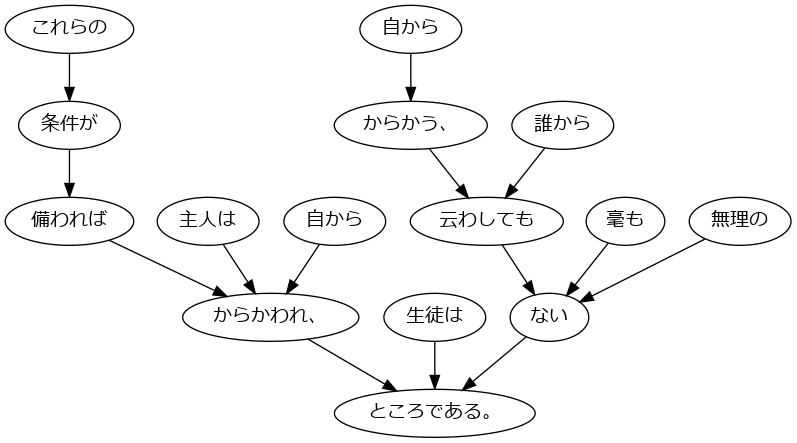 これらの 自から
条件が からかう、 誰から
備われば 主人は 自から 云わしても 毫も 無理の
からかわれ、 生徒は ない
ところである。